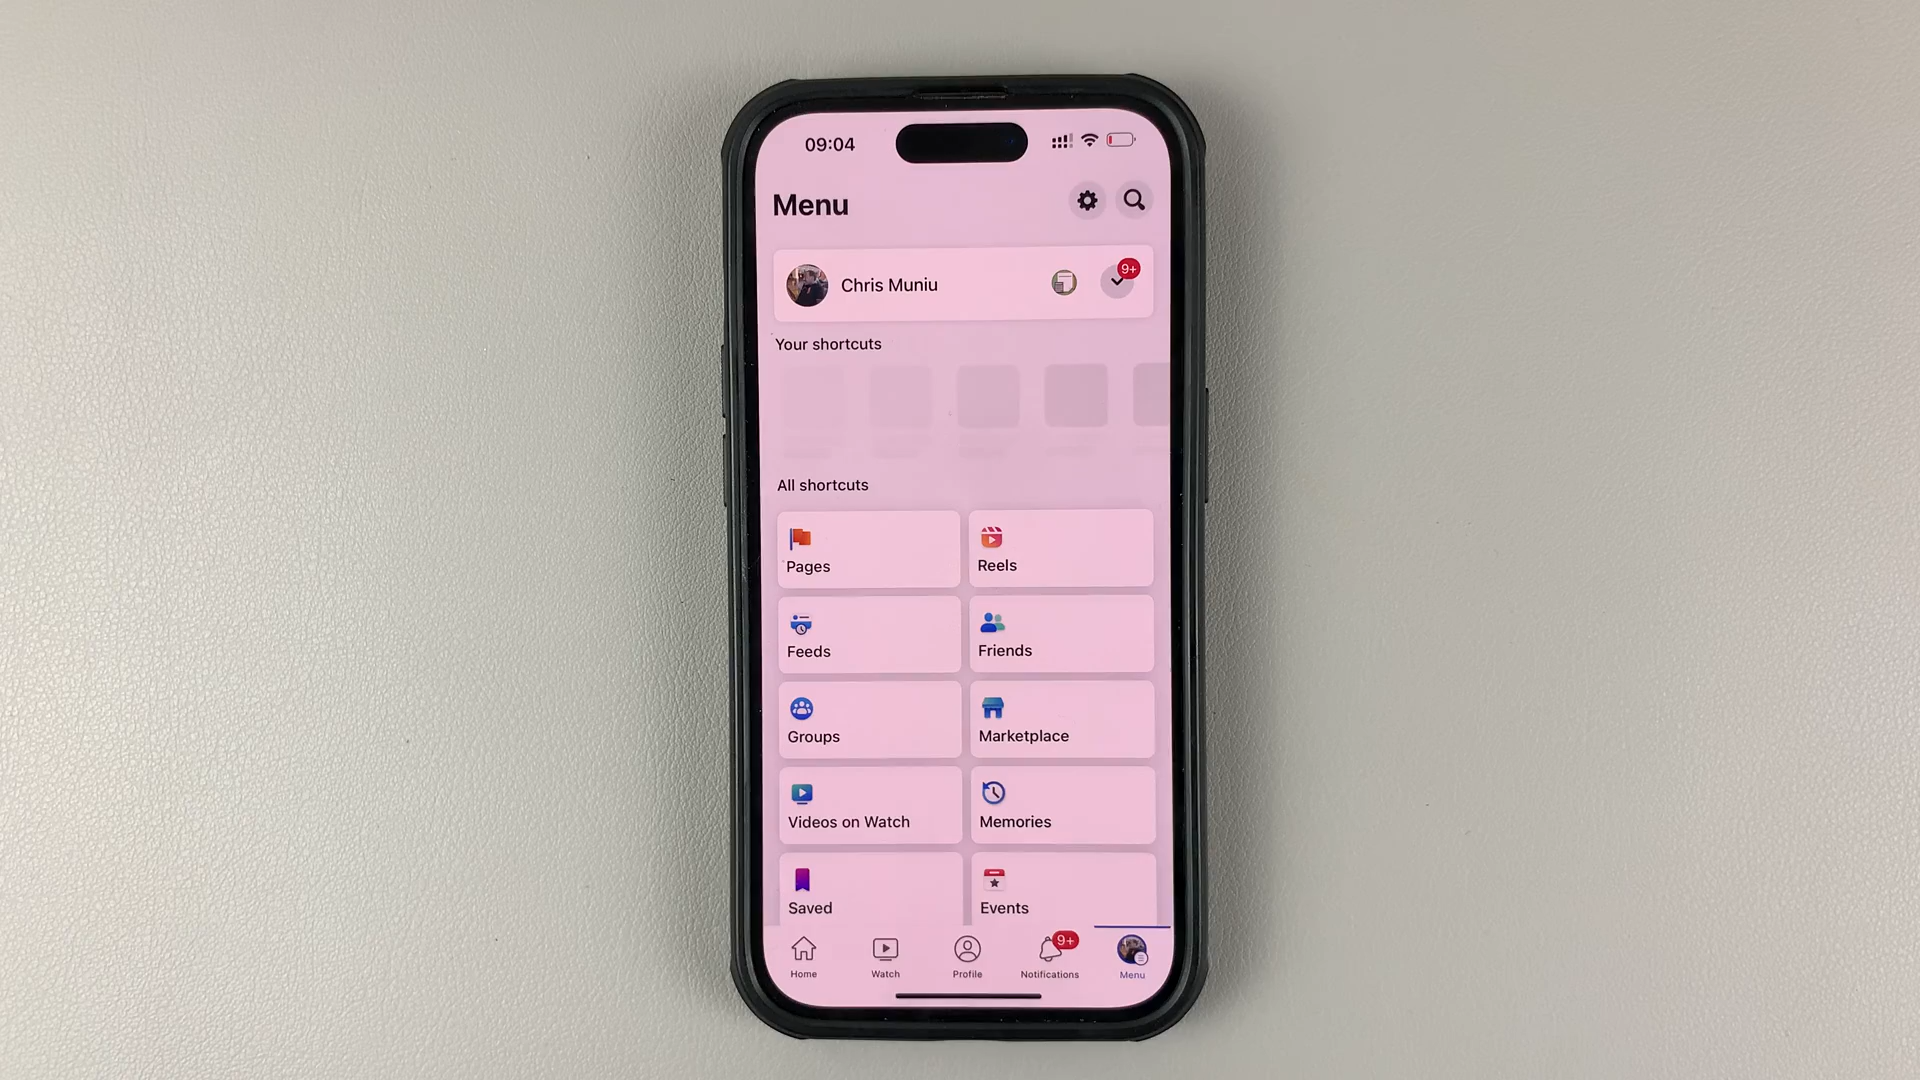 09:04
Menu
Chris Muniu
9+
Your shortcuts
All shortcuts
Pages
Reels
Feeds
Friends
Groups
Marketplace
Videos on Watch
Memories
Saved
Events
9+
Home
Watch
Profile
Notifications
Menu